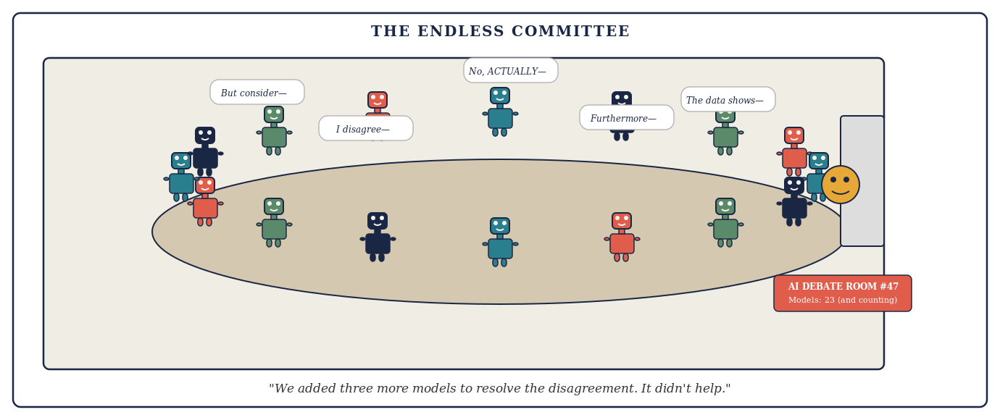 THE ENDLESS COMMITTEE
No, ACTUALLY—
But consider—
The data shows—
Furthermore—
I disagree—
AI DEBATE ROOM #47
Models: 23 (and counting)
"We added three more models to resolve the disagreement. It didn't help."